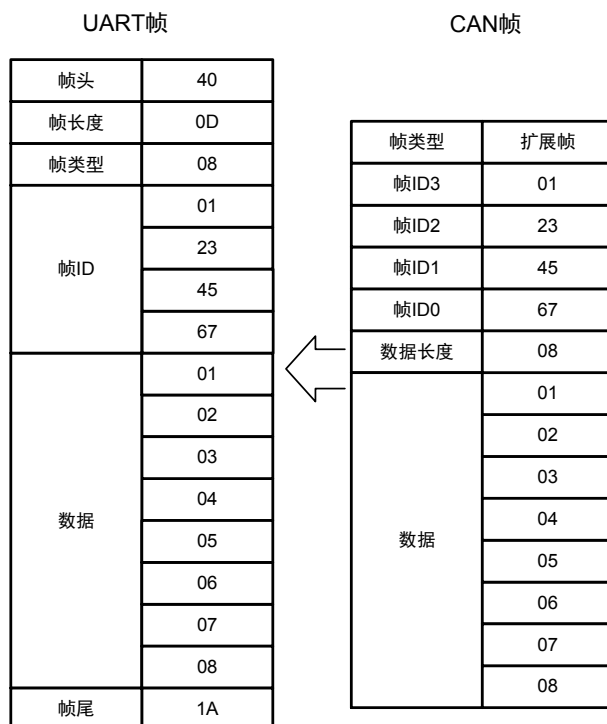 UART帧
帧头 40
帧长度 0D
帧类型 08
帧ID 01
23
45
67
数据 01
02
03
04
05
06
07
08
帧尾 1A
CAN帧
帧类型 扩展帧
帧ID3 01
帧ID2 23
帧ID1 45
帧ID0 67
数据长度 08
数据 01
02
03
04
05
06
07
08